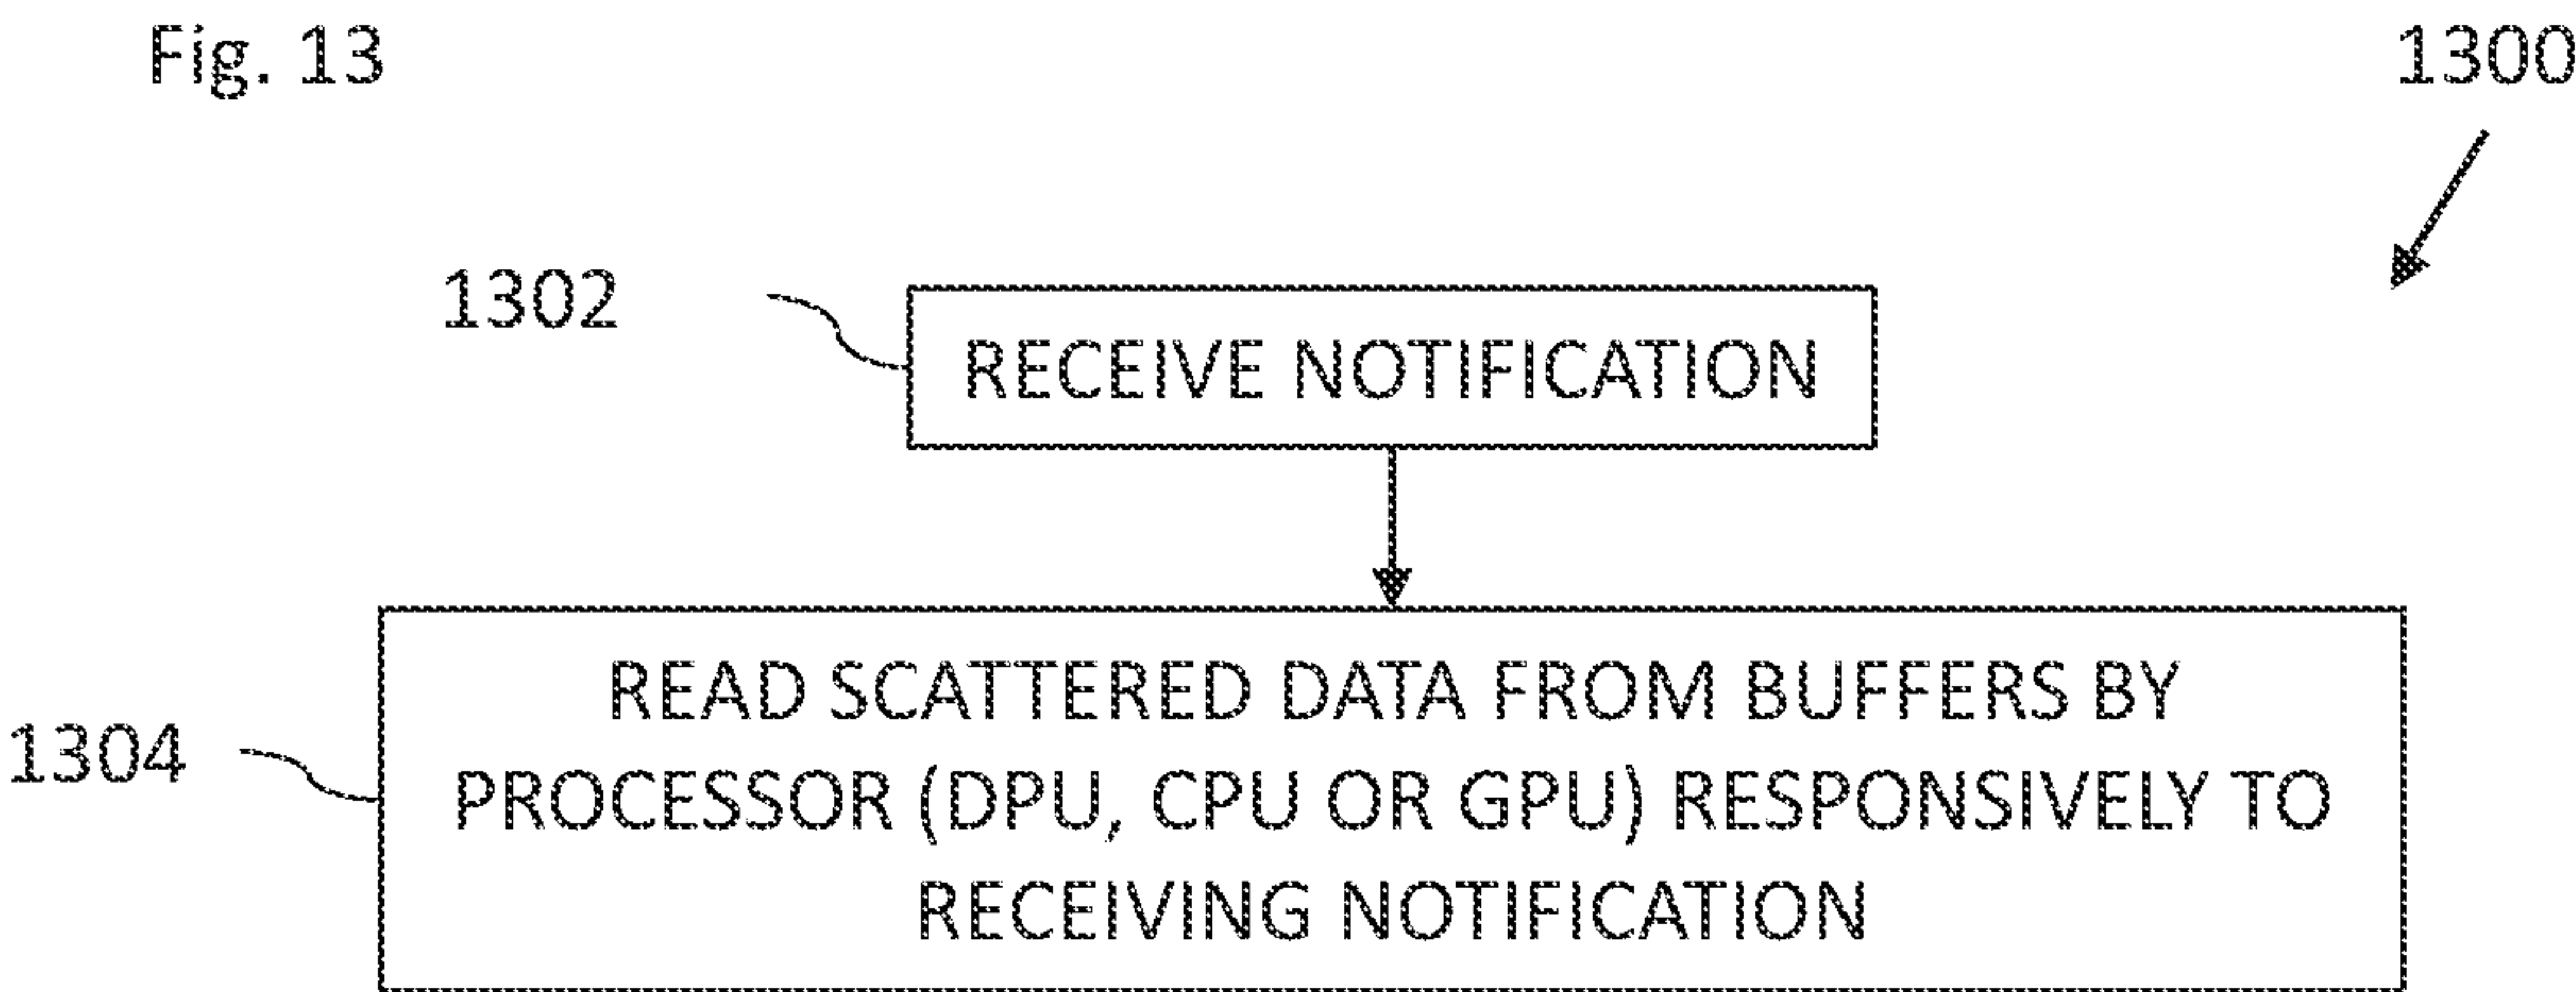 Fig. 13
1300
1302
RECEIVE NOTIFICATION
1304
READ SCATTERED DATA FROM BUFFERS BY
PROCESSOR (DPU, CPU OR GPU) RESPONSIVELY TO
RECEIVING NOTIFICATION